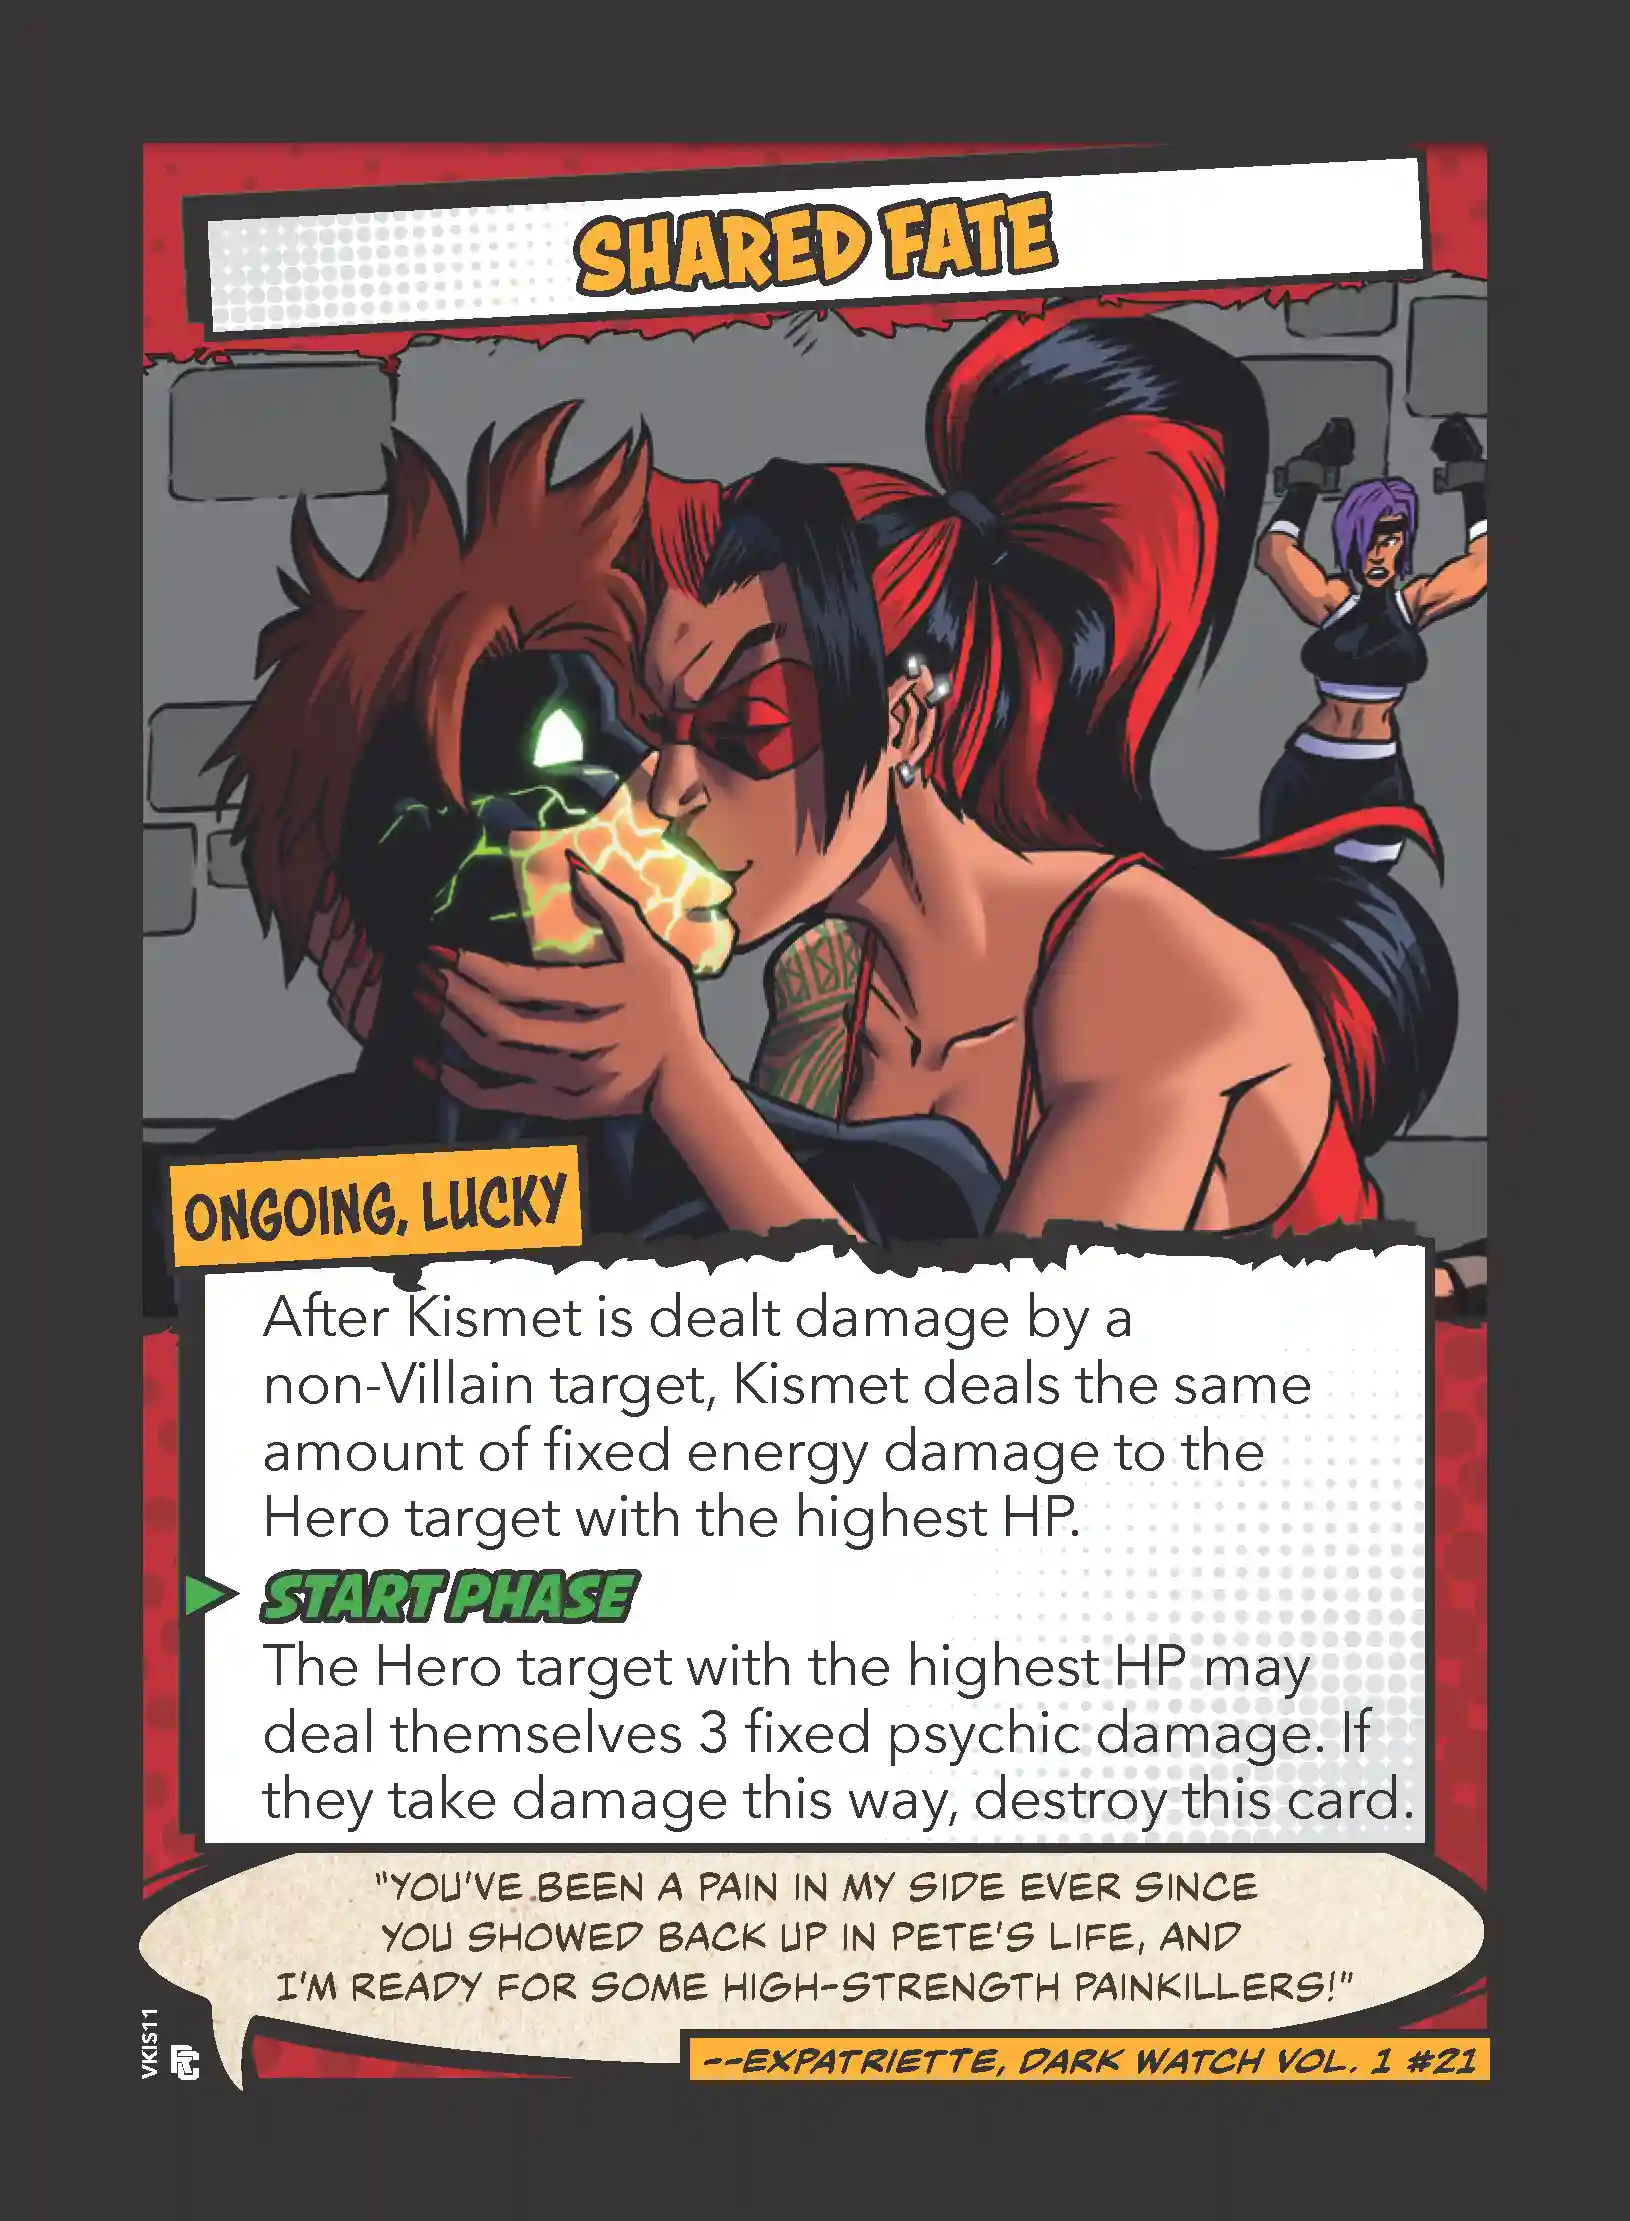 SHARED FATE
ONGOING, LUCKY
After Kismet is dealt damage by a
non-Villain target, Kismet deals the same
amount of fixed energy damage to the
Hero target with the highest HP.
START PHASE
The Hero target with the highest HP may
deal themselves 3 fixed psychic damage. If
they take damage this way, destroy this card.
"YOU'VE BEEN A PAIN IN MY SIDE EVER SINCE
YOU SHOWED BACK UP IN PETE'S LIFE, AND
I'M READY FOR SOME HIGH-STRENGTH PAINKILLERS!"
--EXPATRIETTE, DARK WATCH VOL. 1 #21
VKIS11